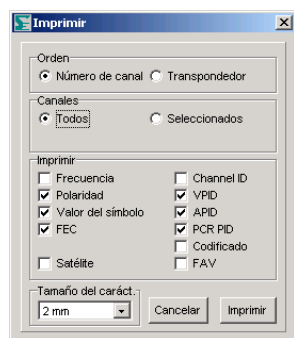 Imprimir
Orden
Número de canal Transpondedor
Canales
Todos Seleccionados
Imprimir
Frecuencia Channel ID
Polaridad VPID
Valor del símbolo APID
FEC PCR PID
Codificado
Satélite FAV
Tamaño del caráct.
2 mm Cancelar Imprimir